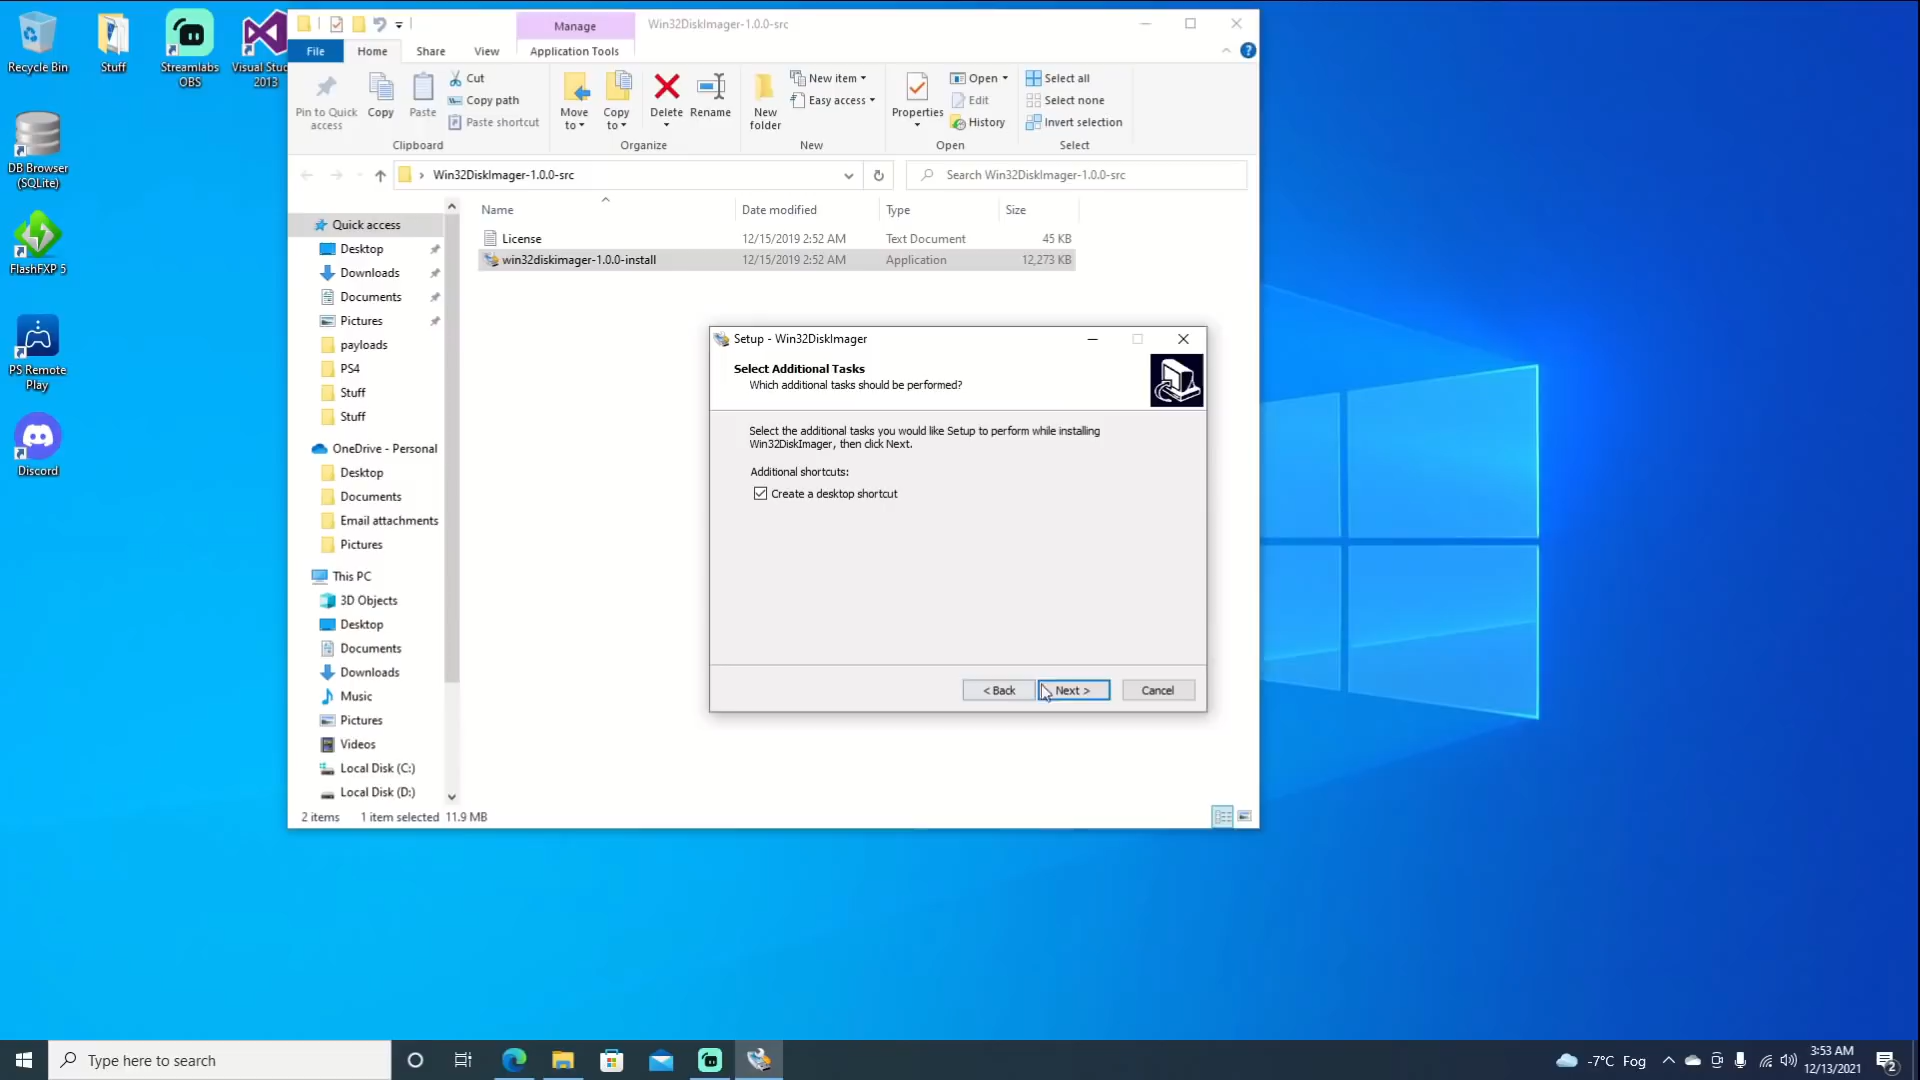 Recycle Bin
Stuff
Streamlabs
OBS
Visual Stud
2013
DB Browser
(SQLite)
FlashFXP 5
PS Remote
Play
Discord
Manage
Win32DiskImager-1.0.0-src
File
Home
Share
View
Application Tools
Pin to Quick
access
Copy
Paste
Cut
Copy path
Paste shortcut
Clipboard
Move
to
Copy
to
Delete
Rename
Organize
New
folder
New item
Easy access
New
Properties
Open
Edit
History
Open
Select all
Select none
Invert selection
Select
Win32DiskImager-1.0.0-src
Search Win32DiskImager-1.0.0-src
Name
Date modified
Type
Size
License
12/15/2019 2:52 AM
Text Document
45 KB
win32diskimager-1.0.0-install
12/15/2019 2:52 AM
Application
12,273 KB
Quick access
Desktop
Downloads
Documents
Pictures
payloads
PS4
Stuff
Stuff
OneDrive - Personal
Desktop
Documents
Email attachments
Pictures
This PC
3D Objects
Desktop
Documents
Downloads
Music
Pictures
Videos
Local Disk (C:)
Local Disk (D:)
2 items
1 item selected 11.9 MB
Setup - Win32DiskImager
Select Additional Tasks
Which additional tasks should be performed?
Select the additional tasks you would like Setup to perform while installing
Win32DiskImager, then click Next.
Additional shortcuts:
Create a desktop shortcut
< Back
Next >
Cancel
Type here to search
-7°C Fog
3:53 AM
12/13/2021
2